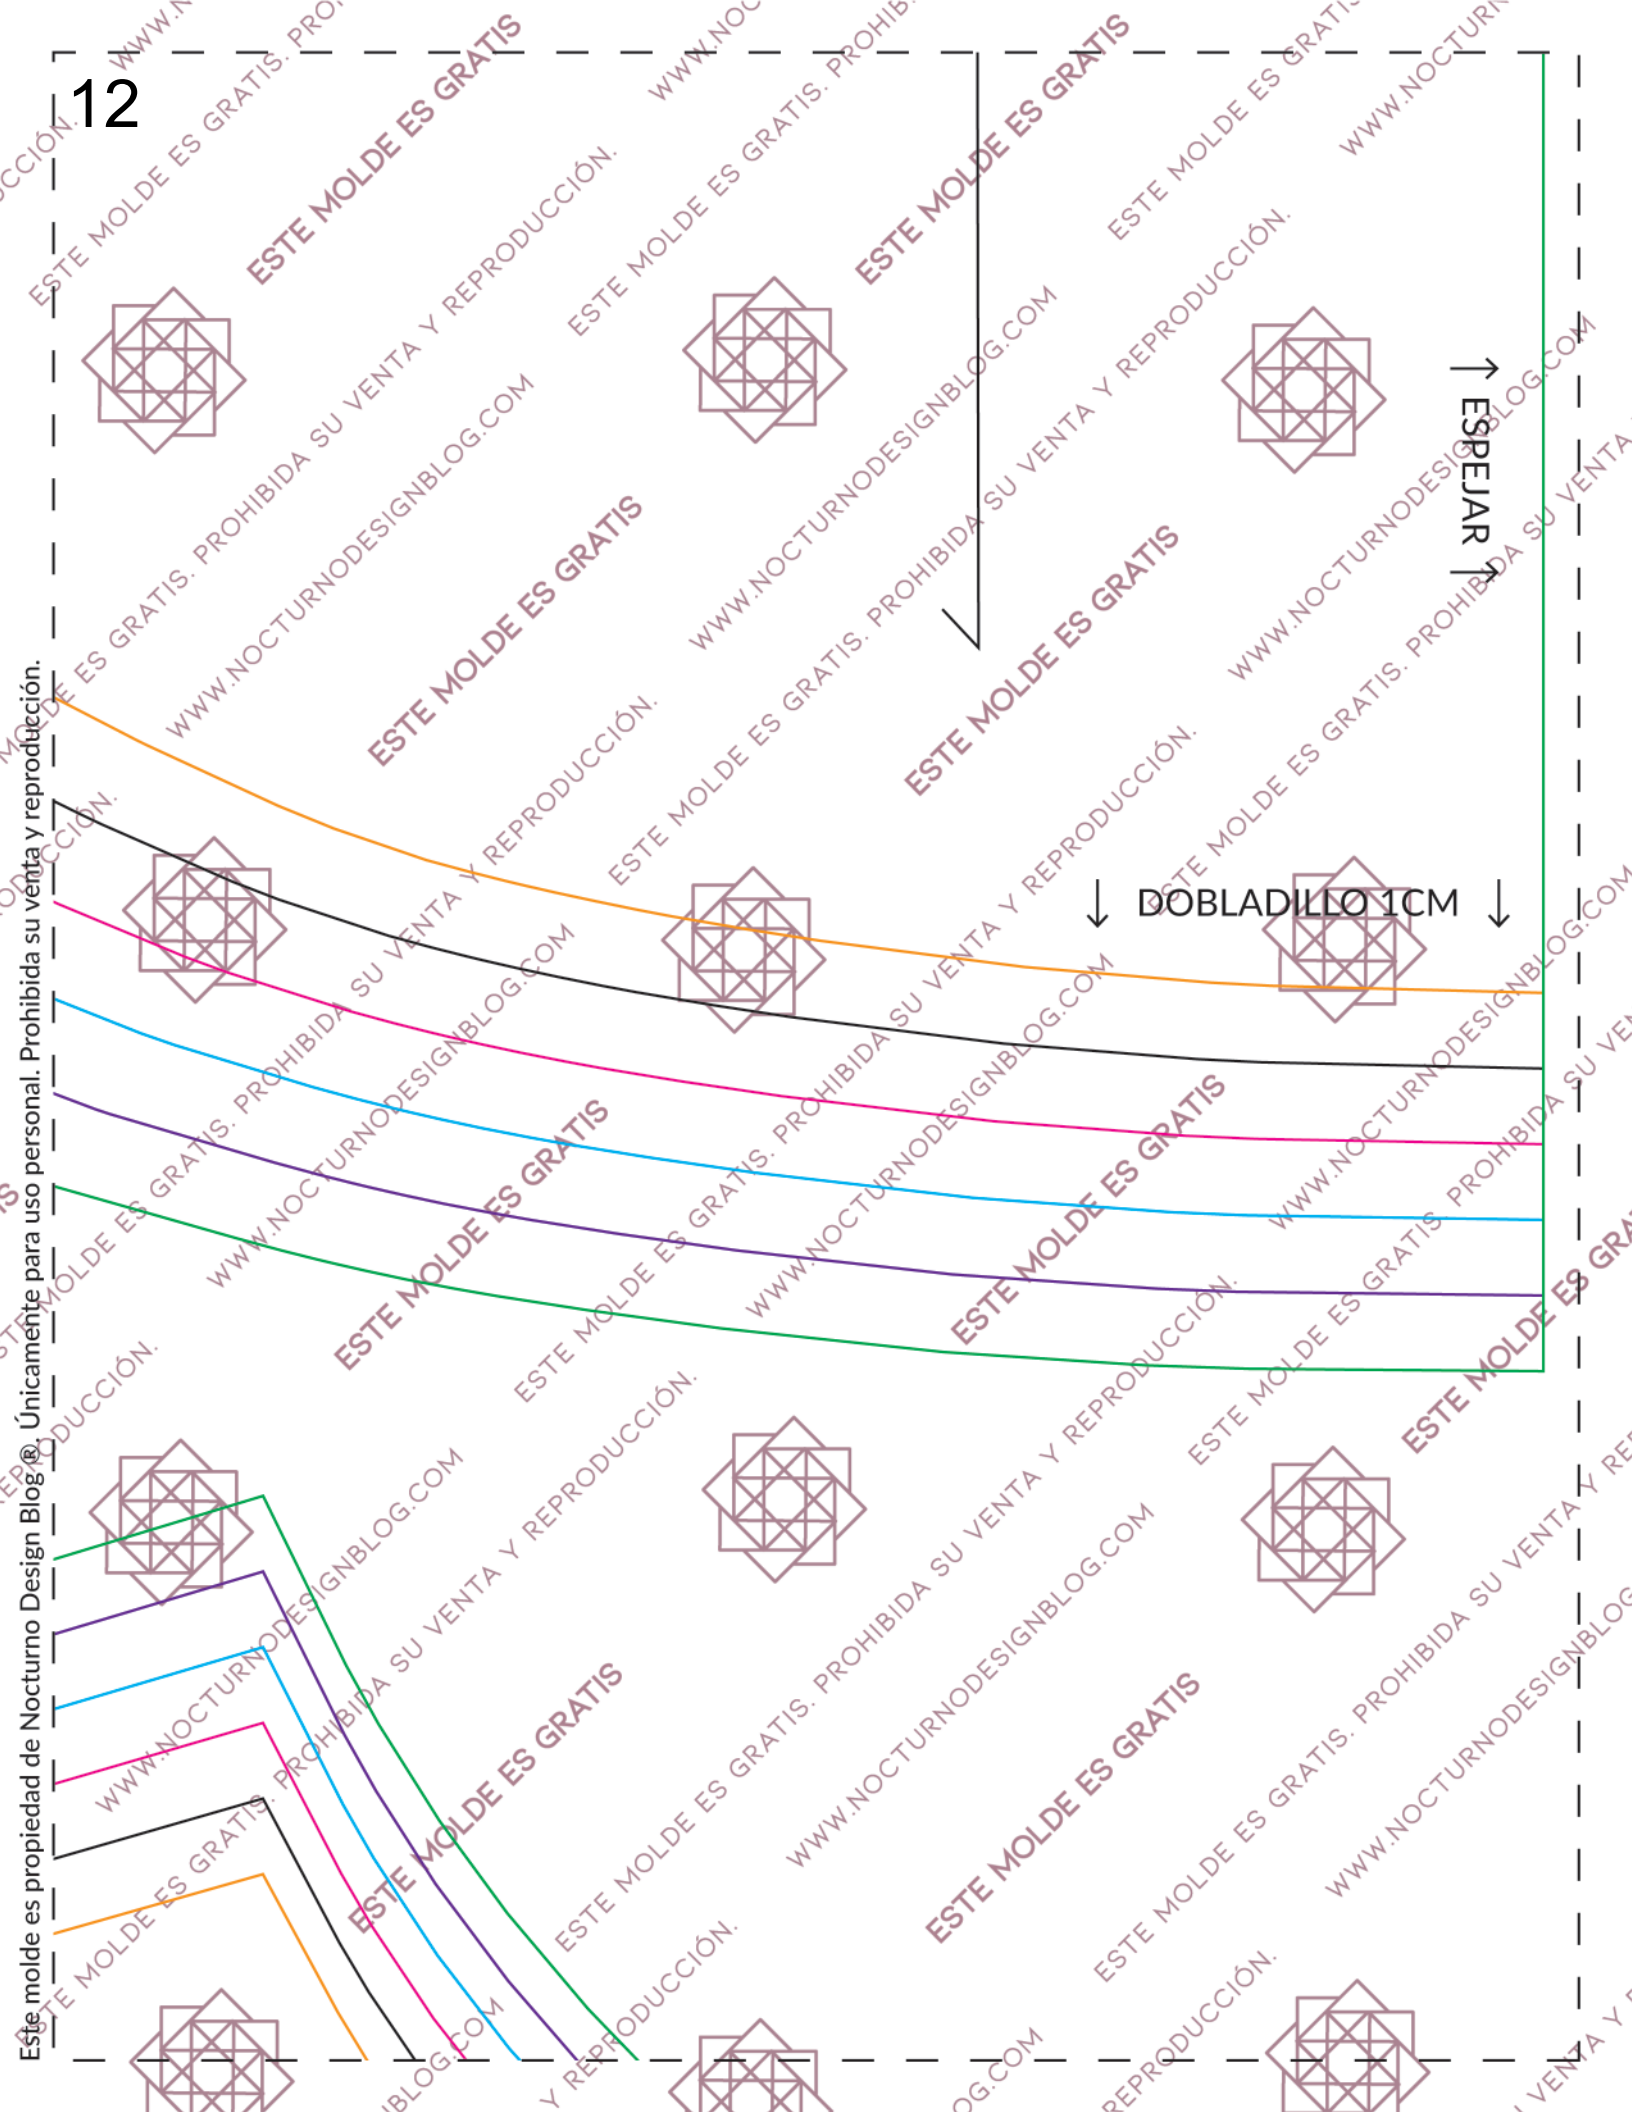 12
→ ESPEJAR →
↓ DOBLADILLO 1CM ↓
Este molde es propiedad de Nocturno Design Blog ®. Únicamente para uso personal. Prohibida su venta y reproducción.
ESTE MOLDE ES GRATIS
ESTE MOLDE ES GRATIS. PROHIBIDA SU VENTA Y REPRODUCCIÓN.
WWW.NOCTURNODESIGNBLOG.COM